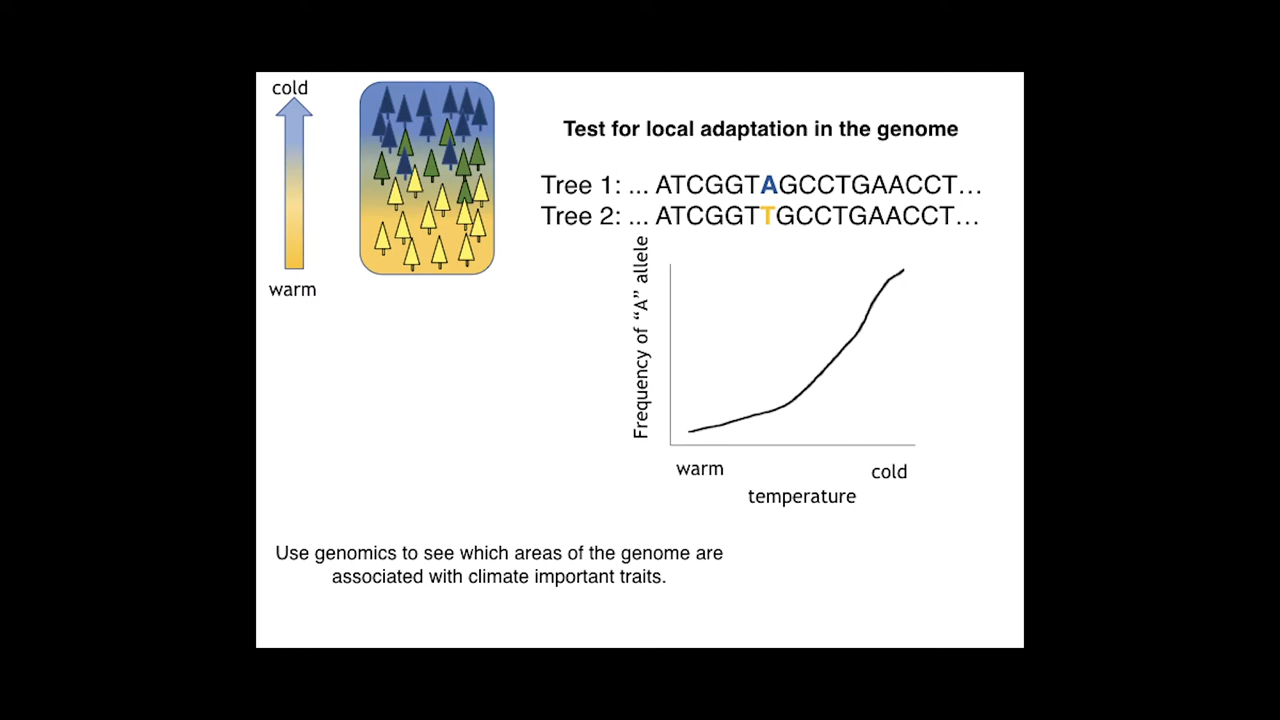 cold
warm
Test for local adaptation in the genome
Tree 1: ... ATCGGTAGCCTGAACCT...
Tree 2: ... ATCGGTTGCCTGAACCT...
Frequency of “A” allele
warm
cold
temperature
Use genomics to see which areas of the genome are
associated with climate important traits.